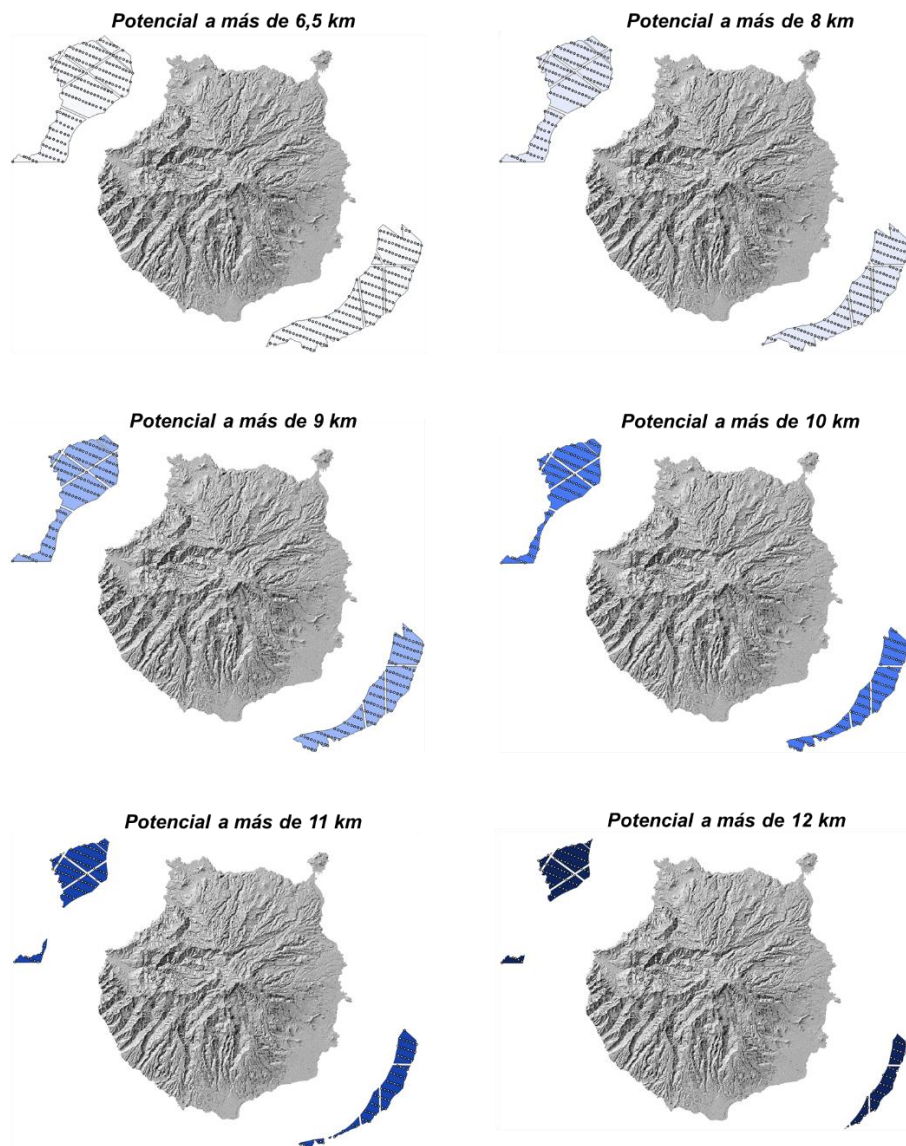 Potencial a más de 6,5 km
Potencial a más de 8 km
Potencial a más de 9 km
Potencial a más de 10 km
Potencial a más de 11 km
Potencial a más de 12 km